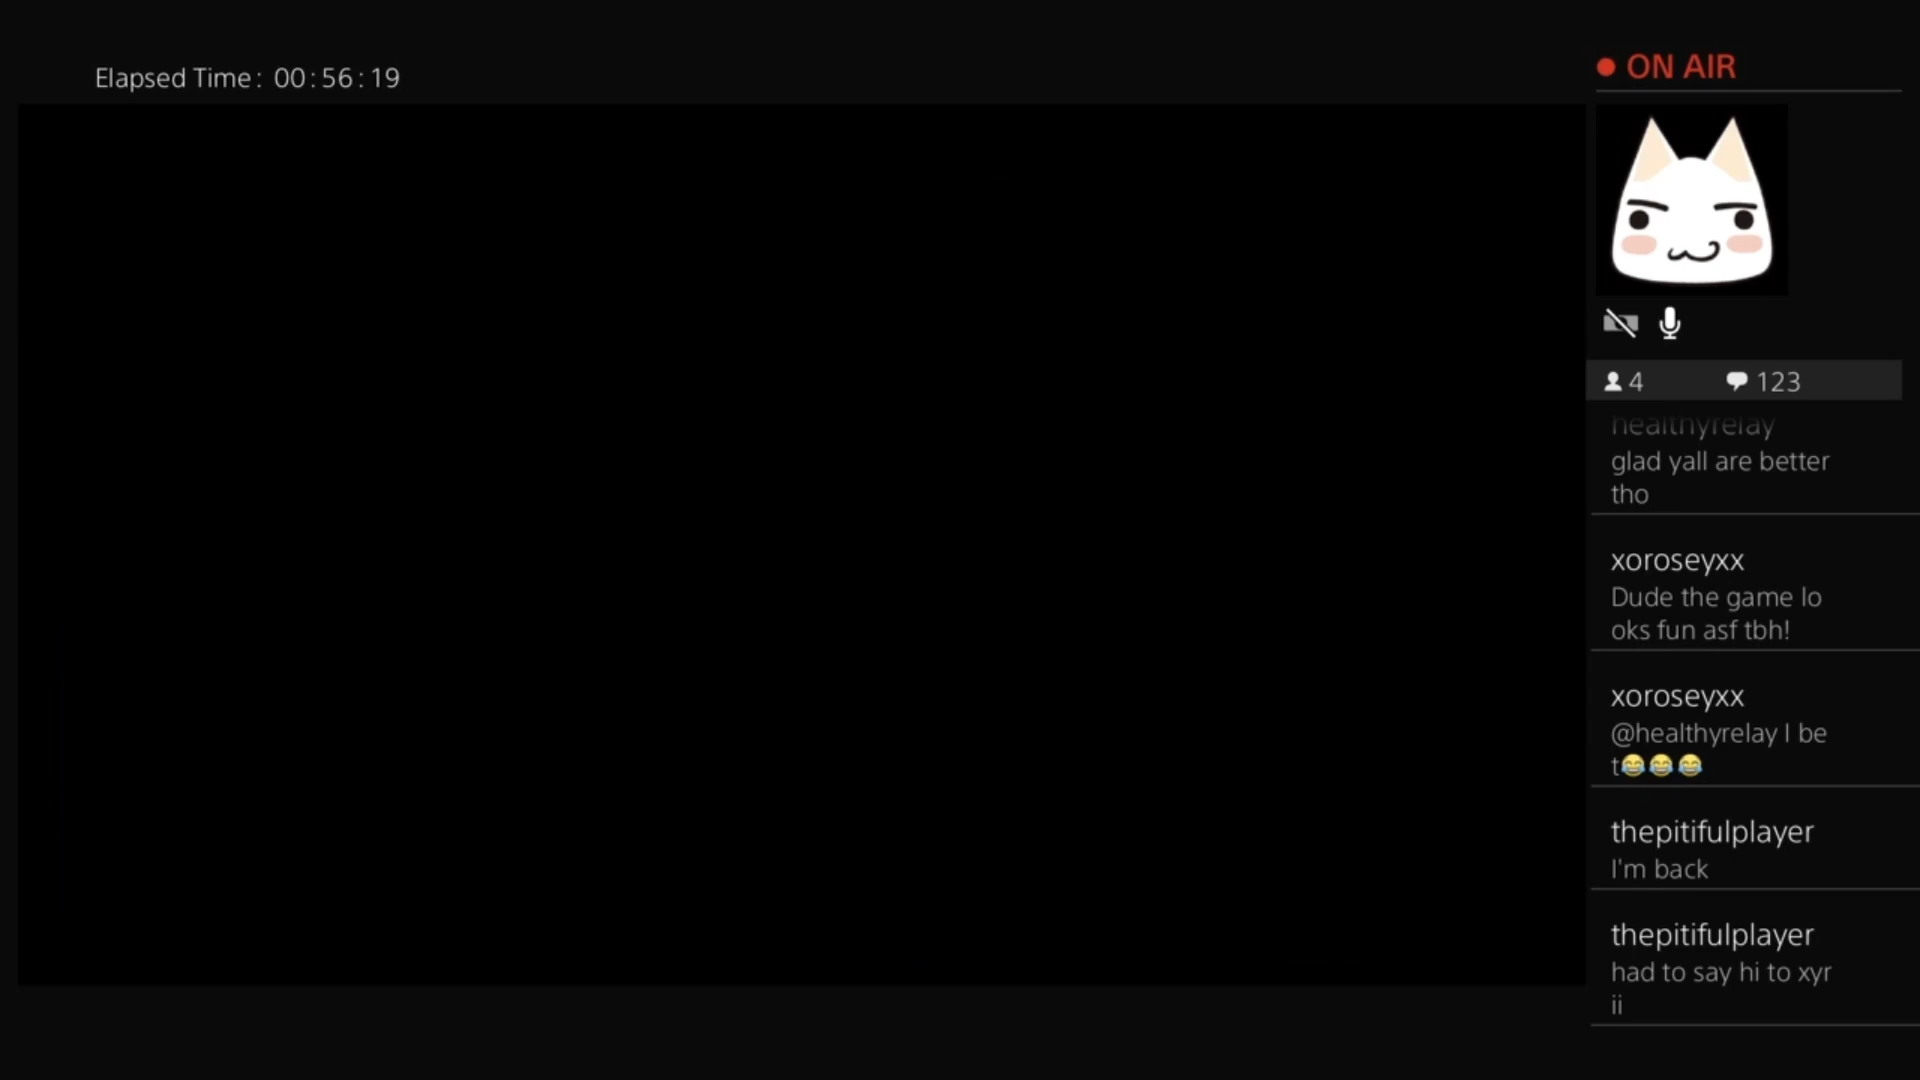 Elapsed Time: 00:56:19
ON AIR
4
123
healthyrelay
glad yall are better
tho
xoroseyxx
Dude the game lo
oks fun asf tbh!
xoroseyxx
@healthyrelay I be
t😂😂😂
thepitifulplayer
I'm back
thepitifulplayer
had to say hi to xyr
ii